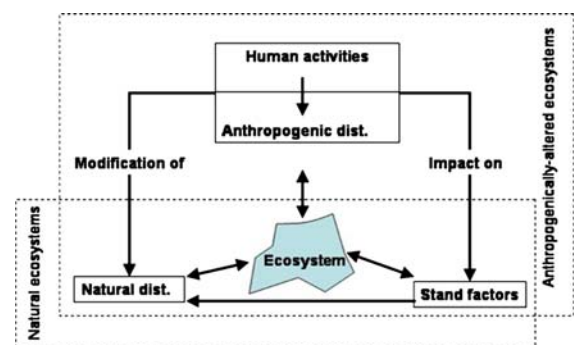 Human activities
Anthropogenic dist.
Modification of
Impact on
Ecosystem
Natural dist.
Stand factors
Natural ecosystems
Anthropogenically-altered ecosystems